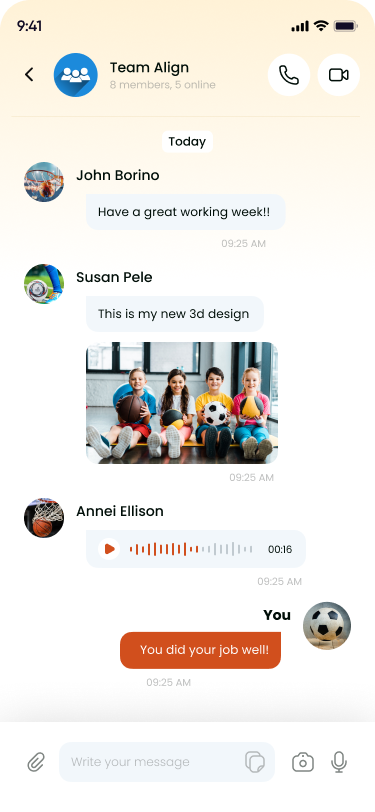 9:41
Team Align
8 members, 5 online
Today
John Borino
Have a great working week!!
09:25 AM
Susan Pele
This is my new 3d design
09:25 AM
Annei Ellison
00:16
09:25 AM
You
You did your job well!
09:25 AM
Write your message